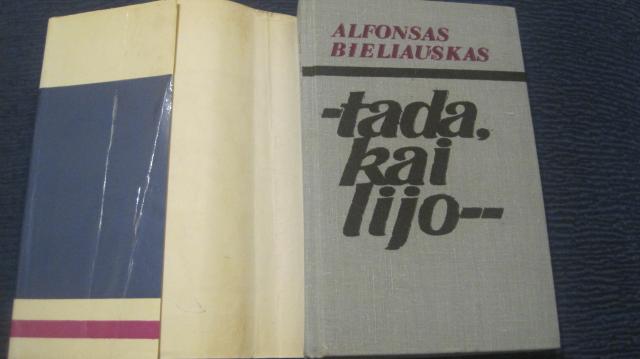 ALFONSAS
BIELIAUSKAS
-tada,
kai
lijo--